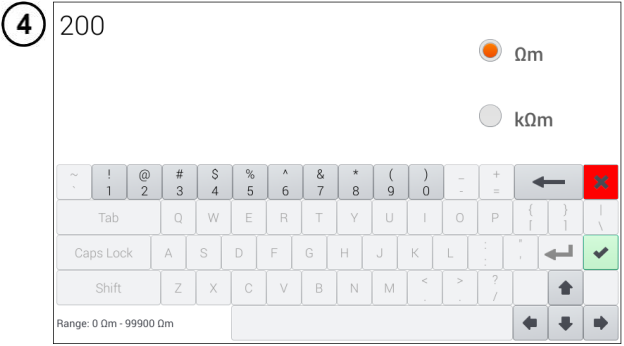 4
200
Ωm
kΩm
~ ! @ # $ % ^ & * ( ) _ +
` 1 2 3 4 5 6 7 8 9 0 - =
Tab Q W E R T Y U I O P { } |
[ ] \
Caps Lock A S D F G H J K L : "
; '
Shift Z X C V B N M < > ?
, . /
Range: 0 Ωm - 99900 Ωm